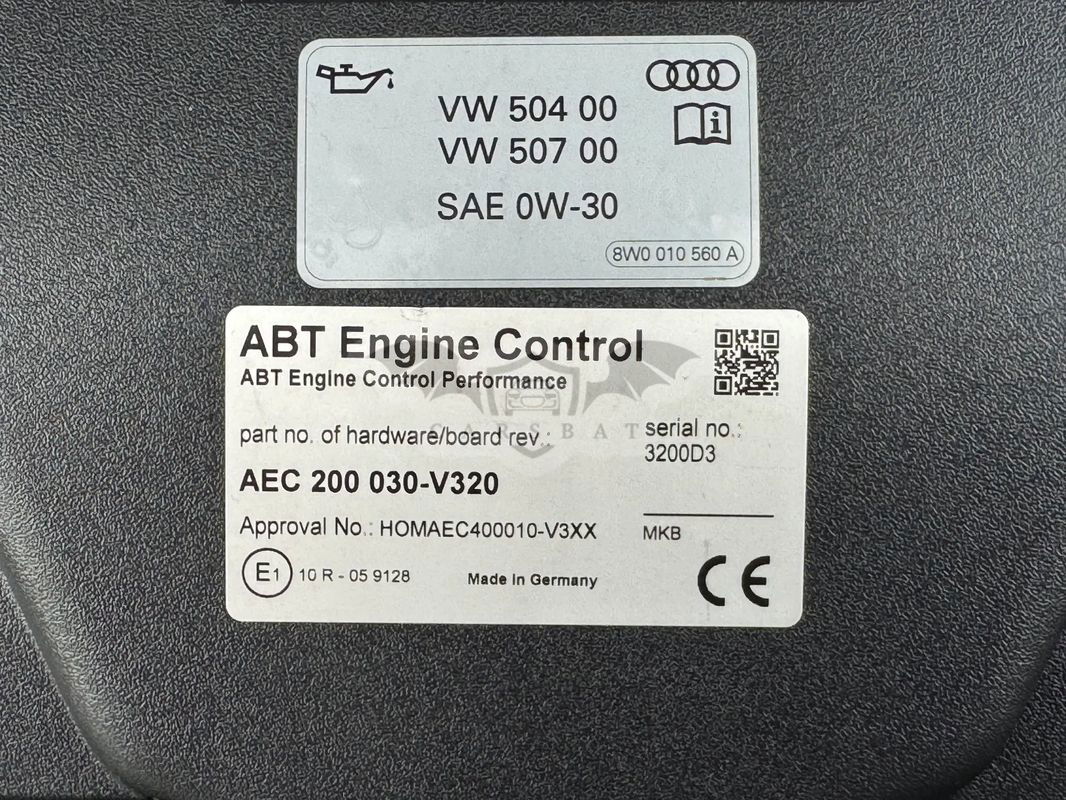 VW 504 00
VW 507 00
SAE 0W-30
8W0 010 560 A
ABT Engine Control
ABT Engine Control Performance
CARSBAT
part no. of hardware/board rev.:
serial no.:
3200D3
AEC 200 030-V320
Approval No.: HOMAEC400010-V3XX
MKB
E1 10 R - 05 9128
Made in Germany
CE